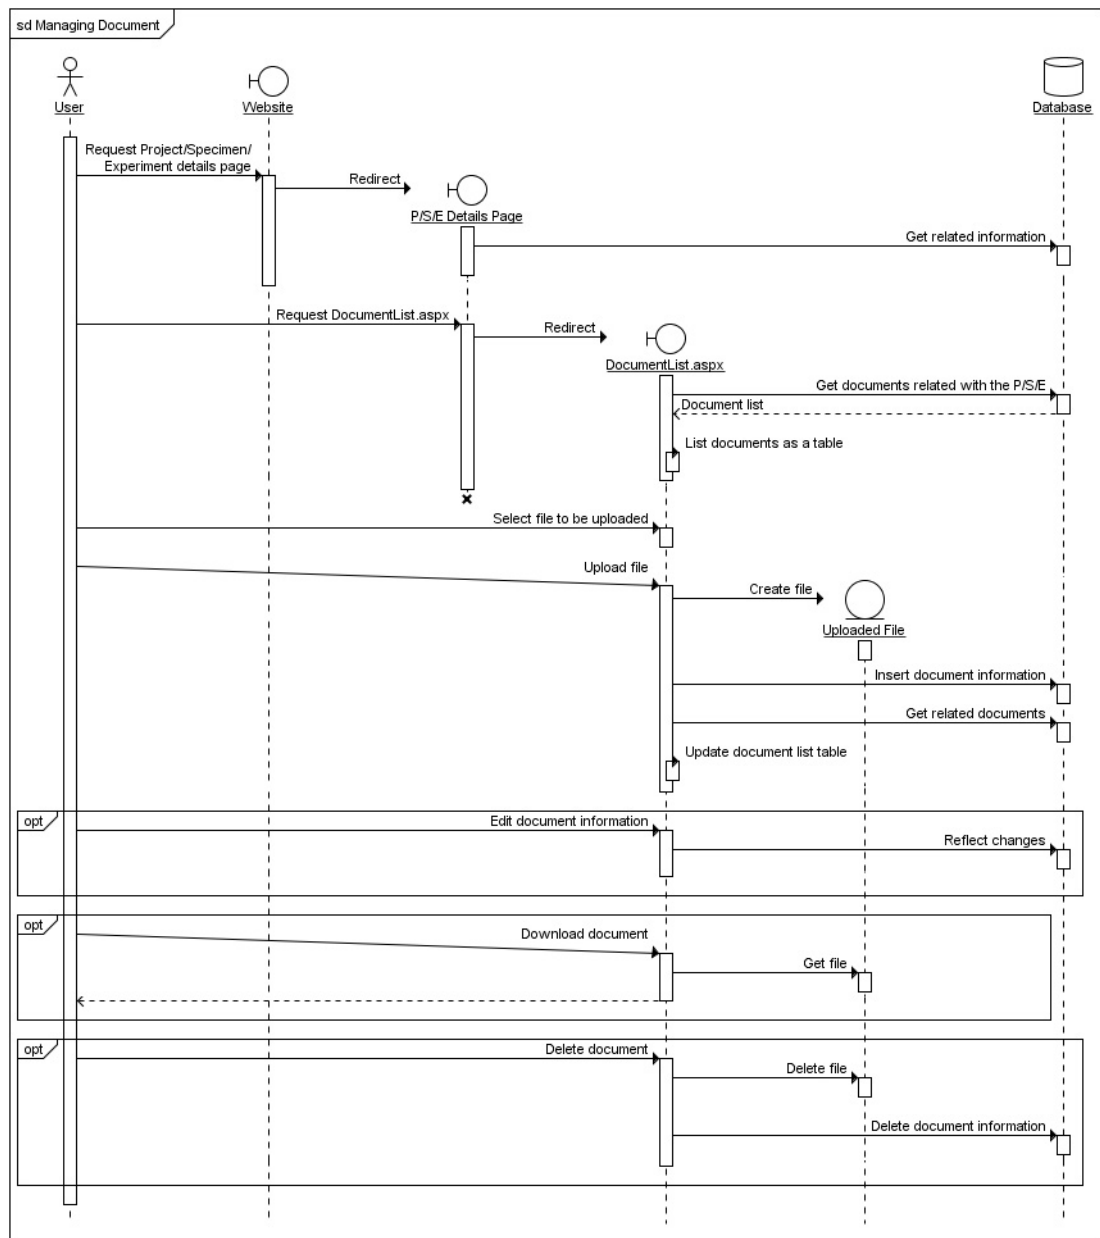 sd Managing Document
User
Website
Database
Request Project/Specimen/
Experiment details page
Redirect
P/S/E Details Page
Get related information
Request DocumentList.aspx
Redirect
DocumentList.aspx
Get documents related with the P/S/E
Document list
List documents as a table
Select file to be uploaded
Upload file
Create file
Uploaded File
Insert document information
Get related documents
Update document list table
opt
Edit document information
Reflect changes
opt
Download document
Get file
opt
Delete document
Delete file
Delete document information